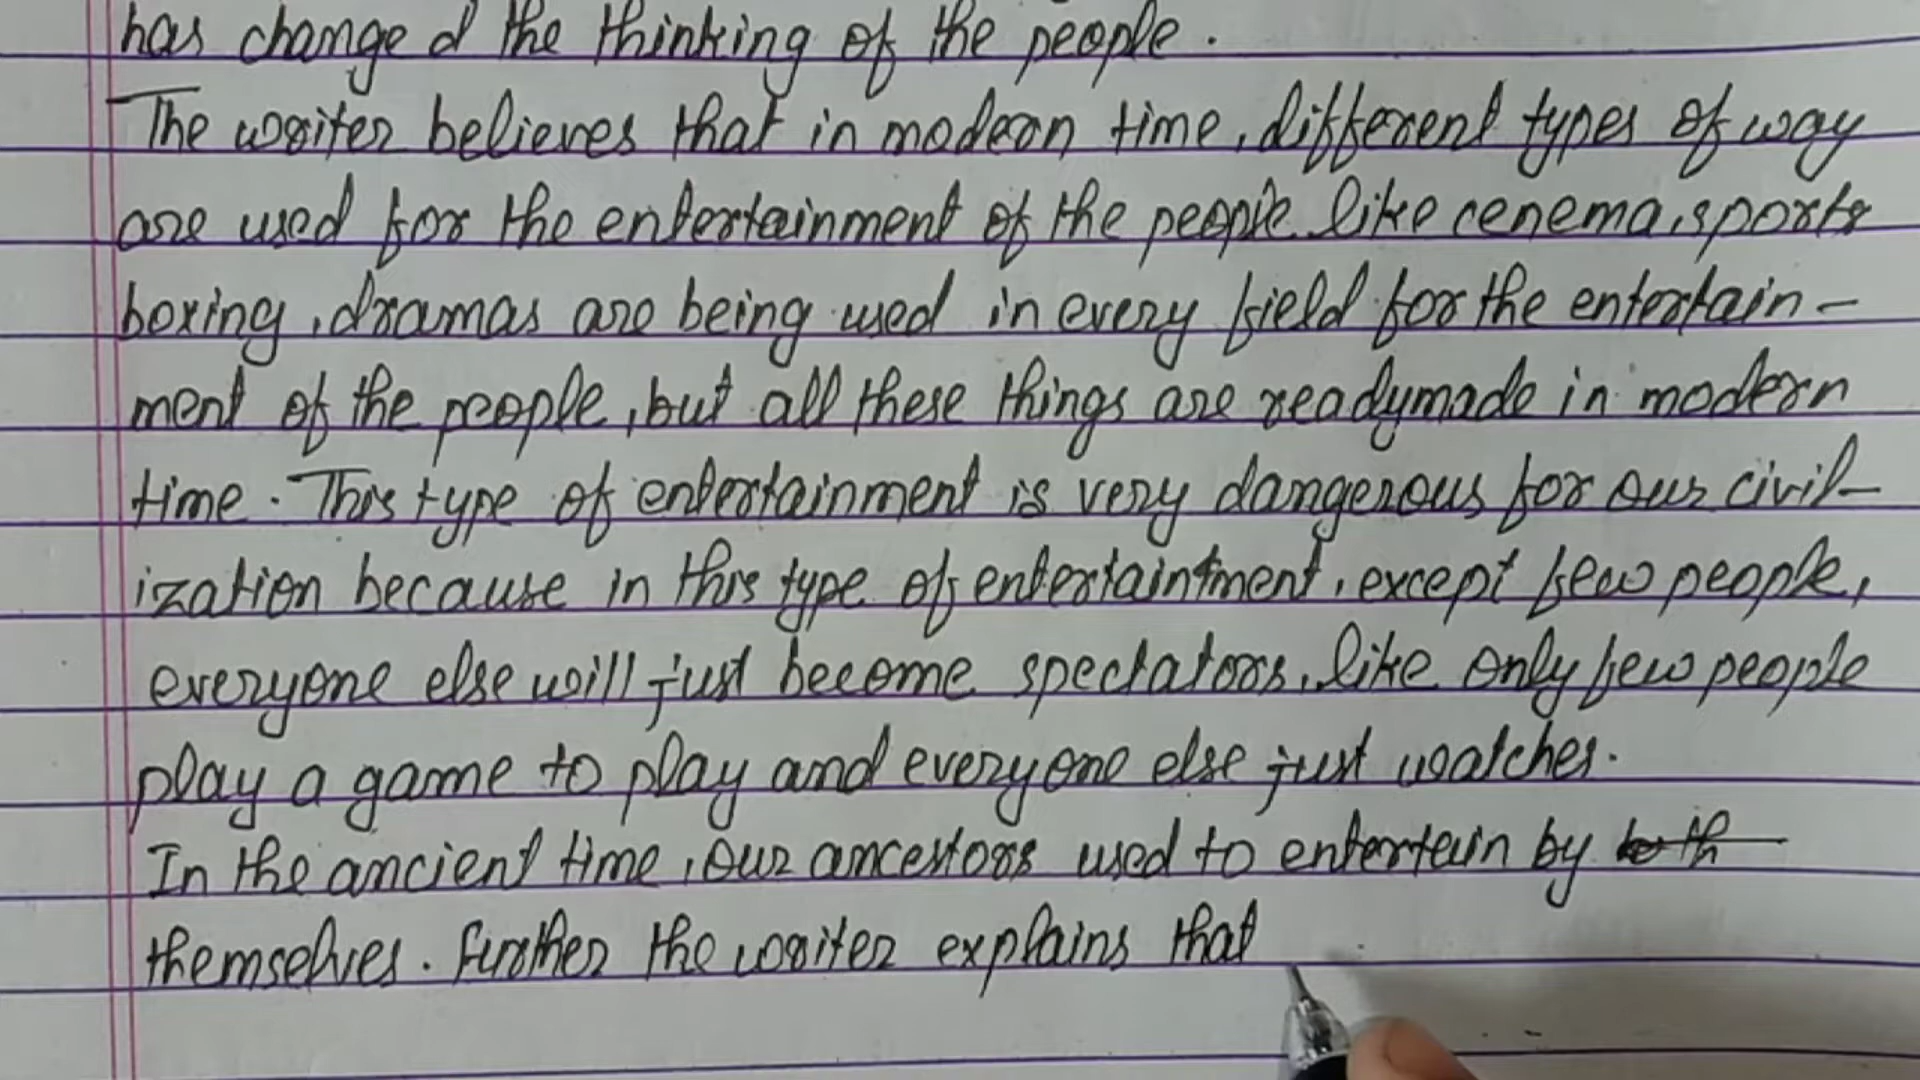 has changed the thinking of the people.
The writer believes that in modern time, different types of way
are used for the entertainment of the people like cenema, sports
boxing, dramas are being used in every field for the entertain-
ment of the people, but all these things are readymade in modern
time. This type of entertainment is very dangerous for our civil-
ization because in this type of entertaintment, except few people,
everyone else will just become spectators, like only few people
play a game to play and everyone else just watches.
In the ancient time, our ancestors used to entertein by
themselves. Further the writer explains that